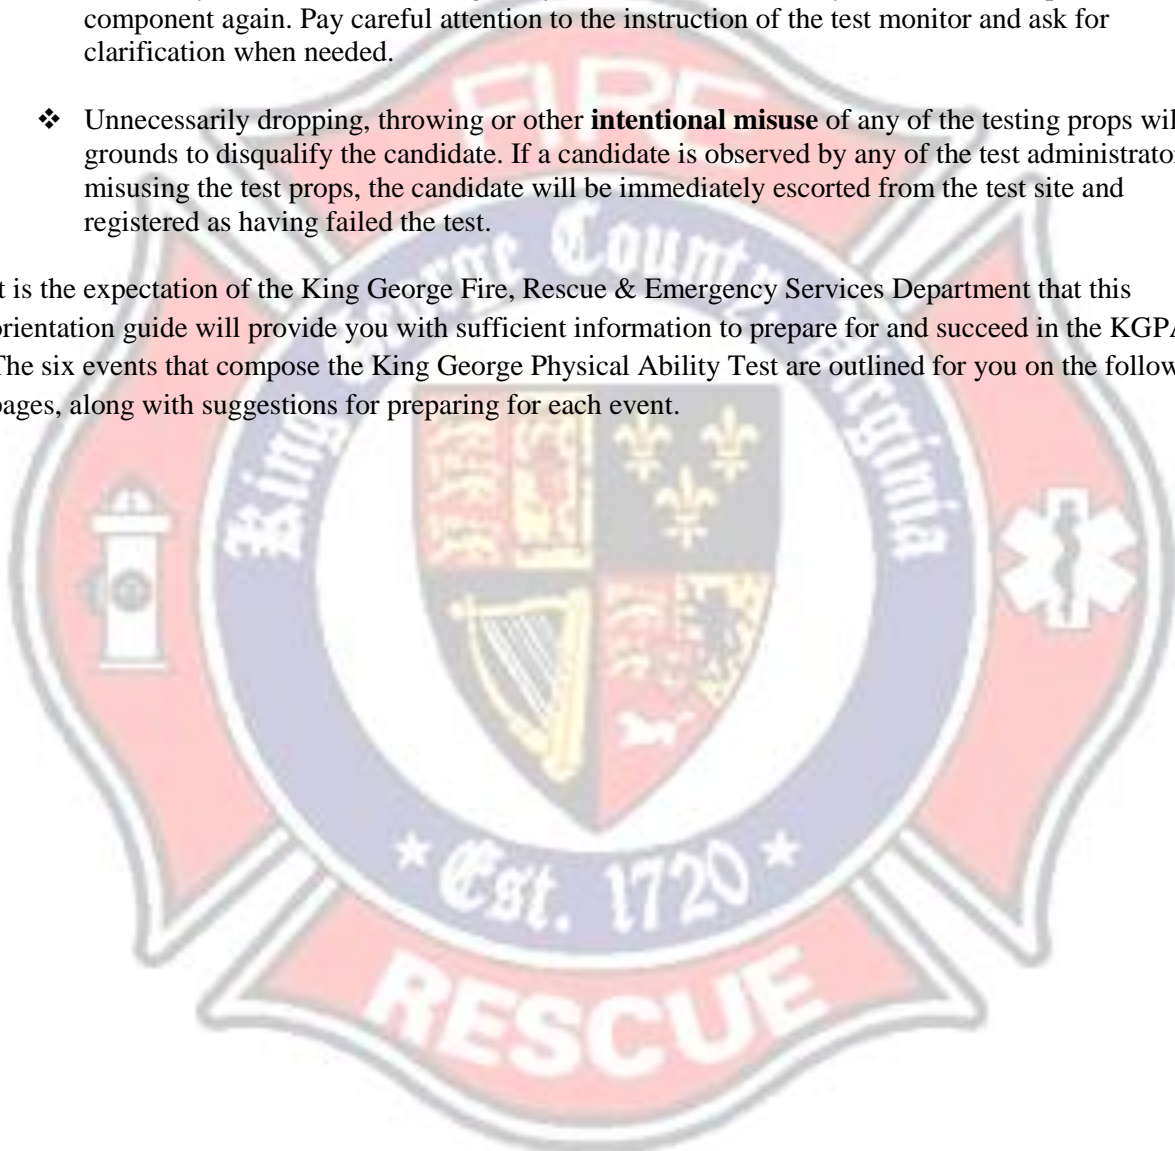 component again. Pay careful attention to the instruction of the test monitor and ask for
clarification when needed.
❖ Unnecessarily dropping, throwing or other intentional misuse of any of the testing props wil
grounds to disqualify the candidate. If a candidate is observed by any of the test administrator
misusing the test props, the candidate will be immediately escorted from the test site and
registered as having failed the test.
t is the expectation of the King George Fire, Rescue & Emergency Services Department that this
orientation guide will provide you with sufficient information to prepare for and succeed in the KGPA
The six events that compose the King George Physical Ability Test are outlined for you on the follow
pages, along with suggestions for preparing for each event.
FIRE
King George County, Virginia
★ Est. 1720 ★
RESCUE